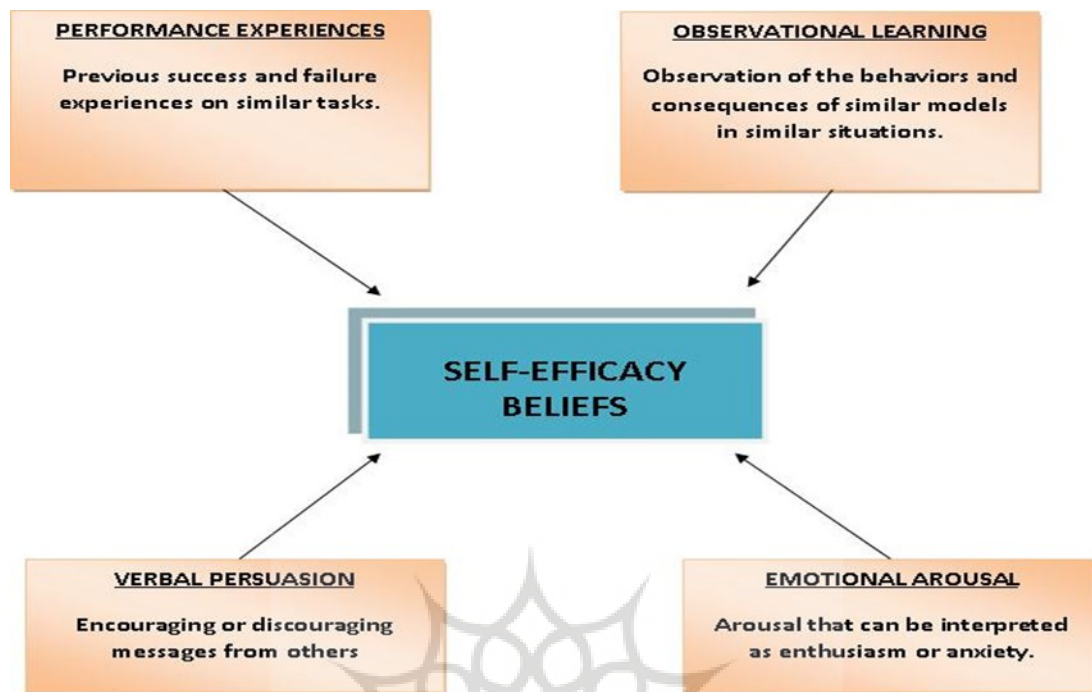 PERFORMANCE EXPERIENCES
Previous success and failure
experiences on similar tasks.
OBSERVATIONAL LEARNING
Observation of the behaviors and
consequences of similar models
in similar situations.
SELF-EFFICACY
BELIEFS
VERBAL PERSUASION
Encouraging or discouraging
messages from others
EMOTIONAL AROUSAL
Arousal that can be interpreted
as enthusiasm or anxiety.